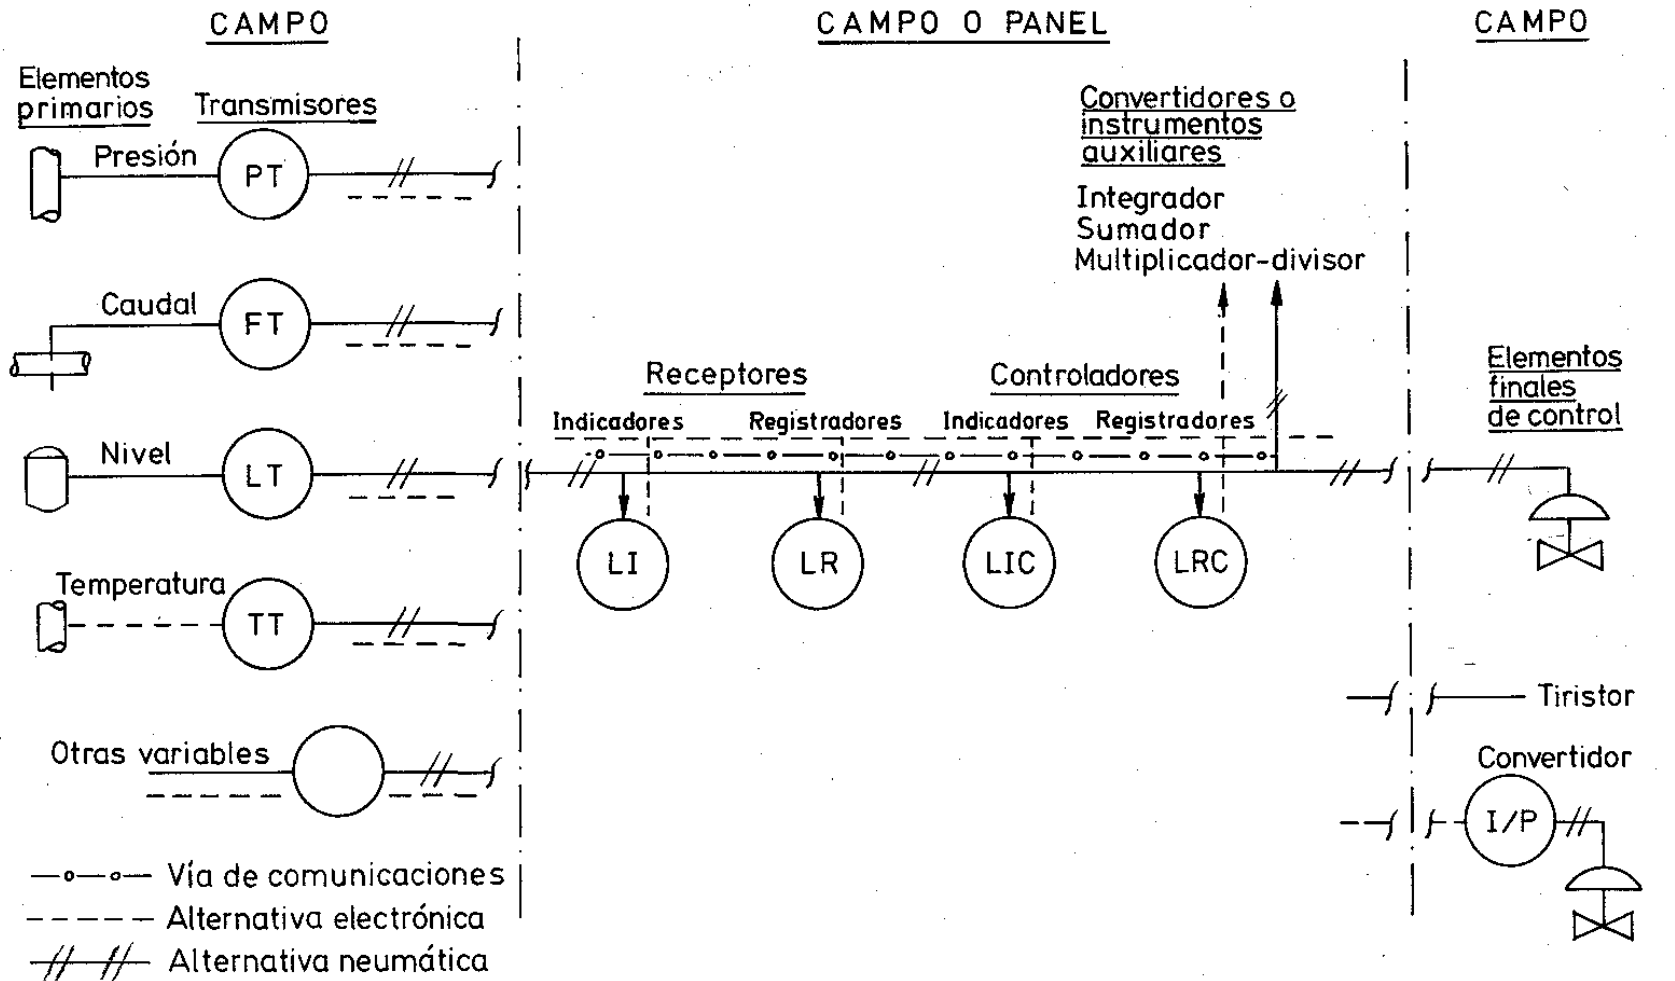 CAMPO
CAMPO O PANEL
CAMPO
Elementos
primarios
Transmisores
Presión
PT
Caudal
FT
Nivel
LT
Temperatura
TT
Otras variables
Convertidores o
instrumentos
auxiliares
Integrador
Sumador
Multiplicador-divisor
Receptores
Controladores
Indicadores
Registradores
Indicadores
Registradores
LI
LR
LIC
LRC
Elementos
finales
de control
Tiristor
Convertidor
I/P
Vía de comunicaciones
Alternativa electrónica
Alternativa neumática